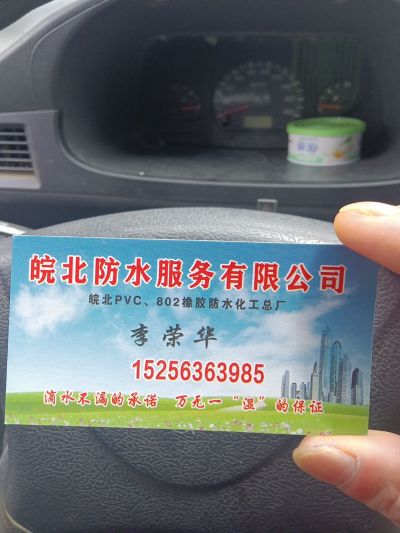 皖北防水服务有限公司
皖北PVC、802橡胶防水化工总厂
李荣华
15256363985
滴水不漏的承诺 万无一“湿”的保证